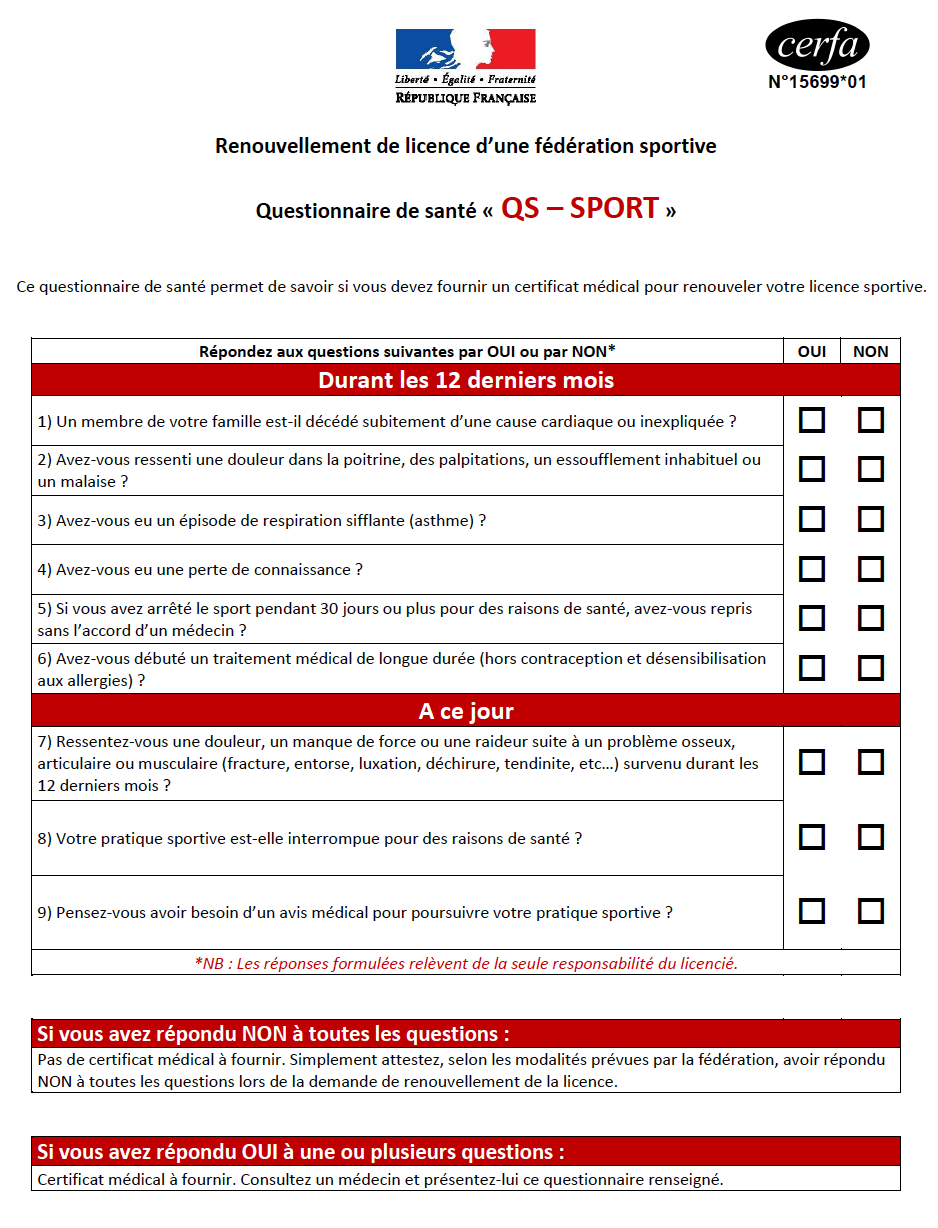 Liberté • Égalité • Fraternité
RÉPUBLIQUE FRANÇAISE
cerfa
N°15699*01
Renouvellement de licence d’une fédération sportive
Questionnaire de santé « QS – SPORT »
Ce questionnaire de santé permet de savoir si vous devez fournir un certificat médical pour renouveler votre licence sportive.
Répondez aux questions suivantes par OUI ou par NON* OUI NON
Durant les 12 derniers mois
1) Un membre de votre famille est-il décédé subitement d’une cause cardiaque ou inexpliquée ?
2) Avez-vous ressenti une douleur dans la poitrine, des palpitations, un essoufflement inhabituel ou
un malaise ?
3) Avez-vous eu un épisode de respiration sifflante (asthme) ?
4) Avez-vous eu une perte de connaissance ?
5) Si vous avez arrêté le sport pendant 30 jours ou plus pour des raisons de santé, avez-vous repris
sans l’accord d’un médecin ?
6) Avez-vous débuté un traitement médical de longue durée (hors contraception et désensibilisation
aux allergies) ?
A ce jour
7) Ressentez-vous une douleur, un manque de force ou une raideur suite à un problème osseux,
articulaire ou musculaire (fracture, entorse, luxation, déchirure, tendinite, etc…) survenu durant les
12 derniers mois ?
8) Votre pratique sportive est-elle interrompue pour des raisons de santé ?
9) Pensez-vous avoir besoin d’un avis médical pour poursuivre votre pratique sportive ?
*NB : Les réponses formulées relèvent de la seule responsabilité du licencié.
Si vous avez répondu NON à toutes les questions :
Pas de certificat médical à fournir. Simplement attestez, selon les modalités prévues par la fédération, avoir répondu
NON à toutes les questions lors de la demande de renouvellement de la licence.
Si vous avez répondu OUI à une ou plusieurs questions :
Certificat médical à fournir. Consultez un médecin et présentez-lui ce questionnaire renseigné.